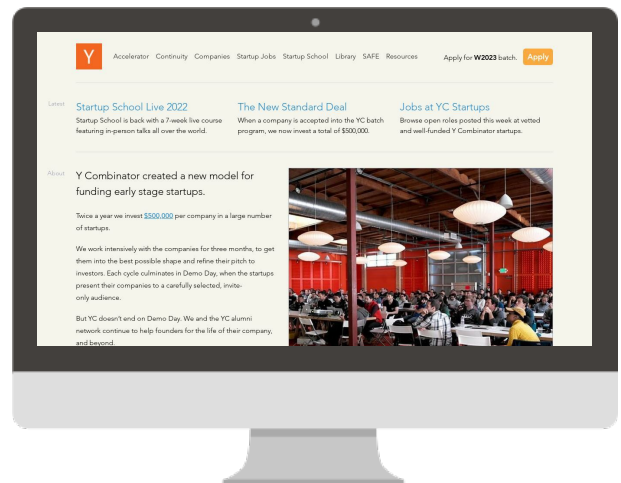 Y
Accelerator Continuity Companies Startup Jobs Startup School Library SAFE Resources
Apply for W2023 batch. Apply
Latest
Startup School Live 2022
Startup School is back with a 7-week live course
featuring in-person talks all over the world.
The New Standard Deal
When a company is accepted into the YC batch
program, we now invest a total of $500,000.
Jobs at YC Startups
Browse open roles posted this week at vetted
and well-funded Y Combinator startups.
About
Y Combinator created a new model for
funding early stage startups.
Twice a year we invest $500,000 per company in a large number
of startups.
We work intensively with the companies for three months, to get
them into the best possible shape and refine their pitch to
investors. Each cycle culminates in Demo Day, when the startups
present their companies to a carefully selected, invite-
only audience.
But YC doesn't end on Demo Day. We and the YC alumni
network continue to help founders for the life of their company,
and beyond.